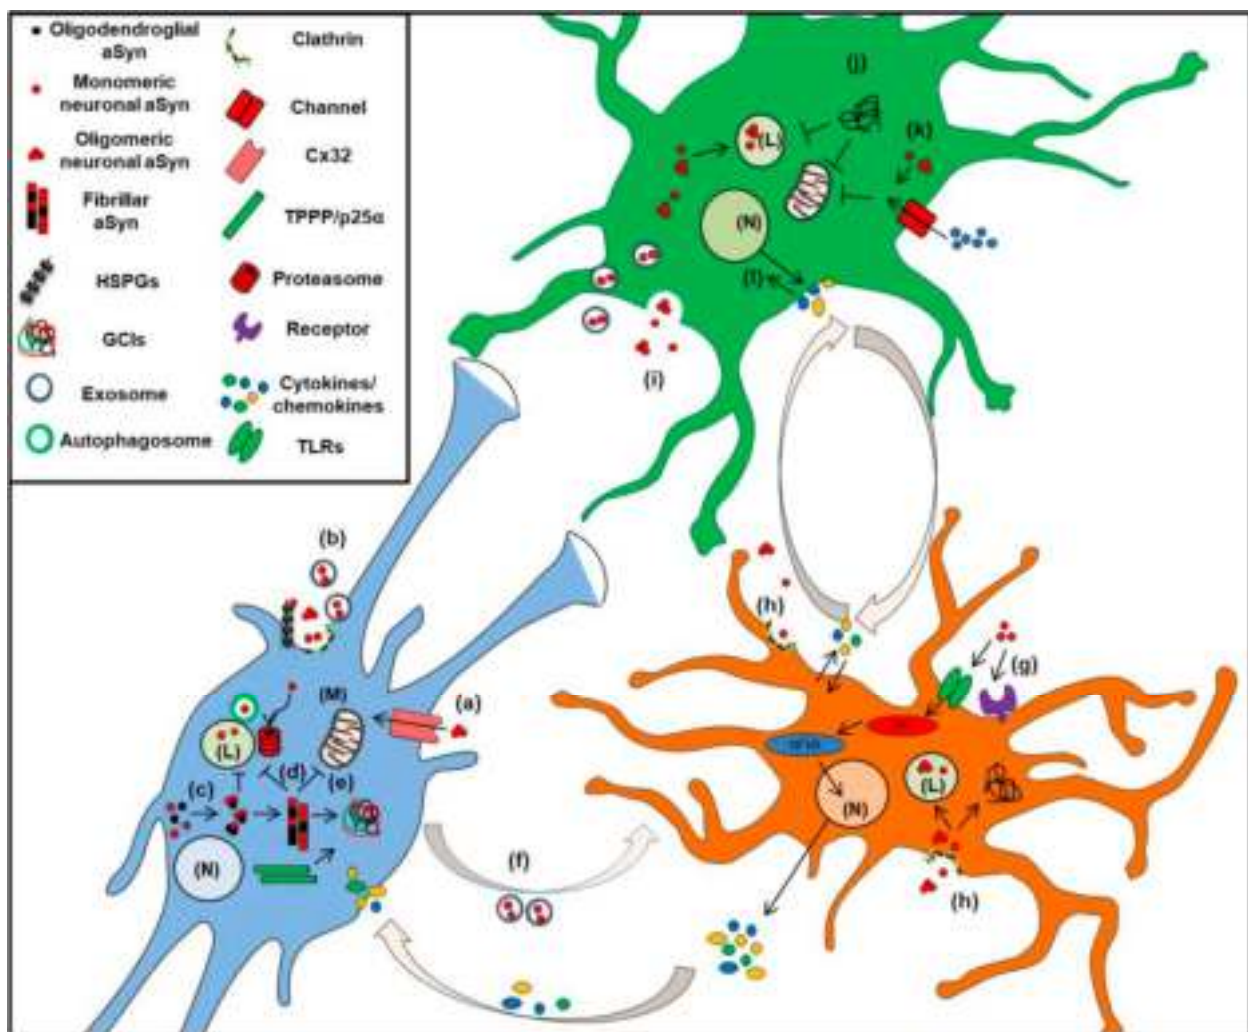 Oligodendroglial
aSyn
Monomeric
neuronal aSyn
Oligomeric
neuronal aSyn
Fibrillar
aSyn
HSPGs
GCIs
Exosome
Autophagosome
Clathrin
Channel
Cx32
TPPP/p25α
Proteasome
Receptor
Cytokines/
chemokines
TLRs
(j)
(L)
(k)
(N)
(l)
(i)
(b)
(M)
(a)
(L)
(d)
(e)
(c)
(N)
(f)
(h)
(g)
(N)
(L)
(h)